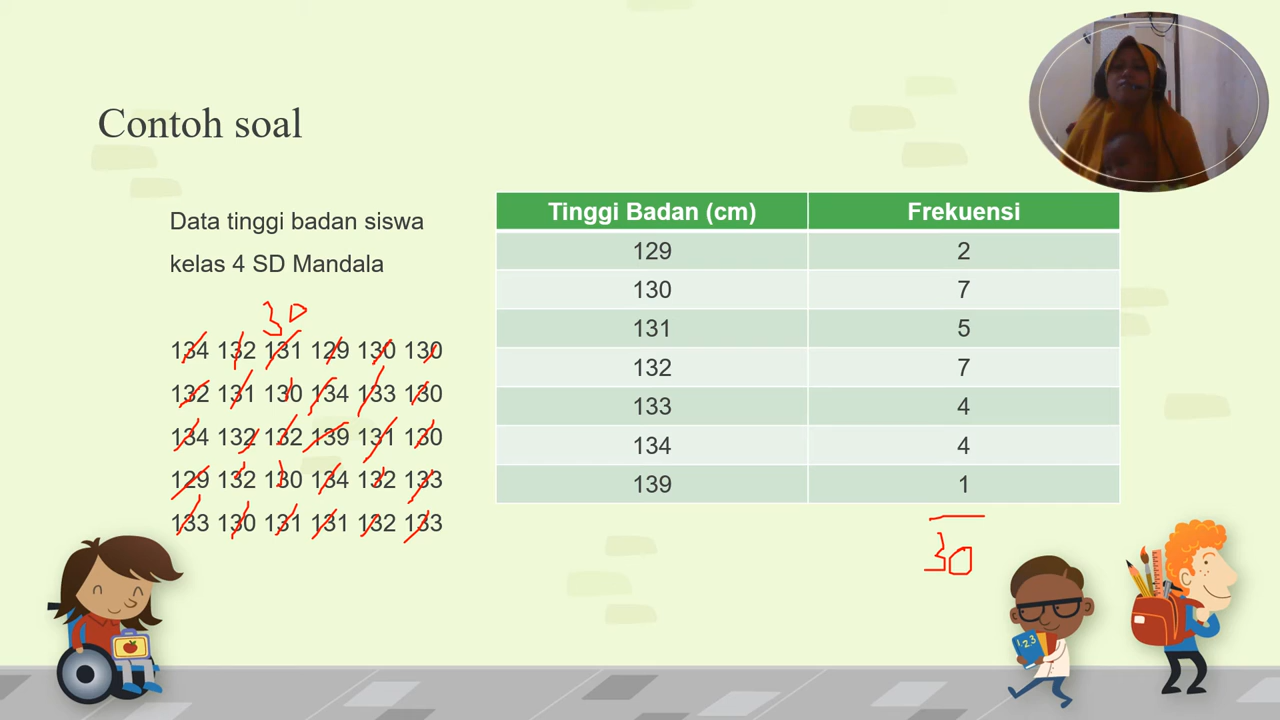 Contoh soal
Data tinggi badan siswa
kelas 4 SD Mandala
30
134 132 131 129 130 130
132 131 130 134 133 130
134 132 132 139 131 130
129 132 130 134 132 133
133 130 131 131 132 133
Tinggi Badan (cm) Frekuensi
129 2
130 7
131 5
132 7
133 4
134 4
139 1
30
1 2 3